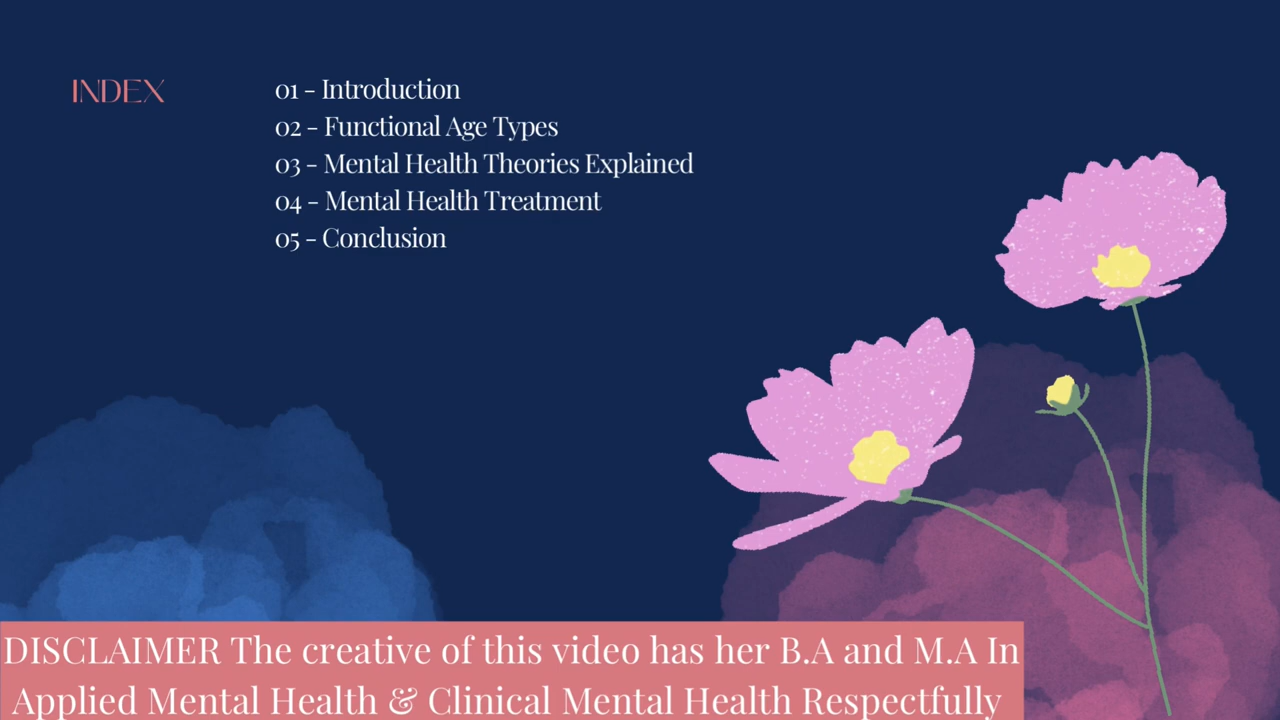 INDEX
01 - Introduction
02 - Functional Age Types
03 - Mental Health Theories Explained
04 - Mental Health Treatment
05 - Conclusion
DISCLAIMER The creative of this video has her B.A and M.A In
Applied Mental Health & Clinical Mental Health Respectfully